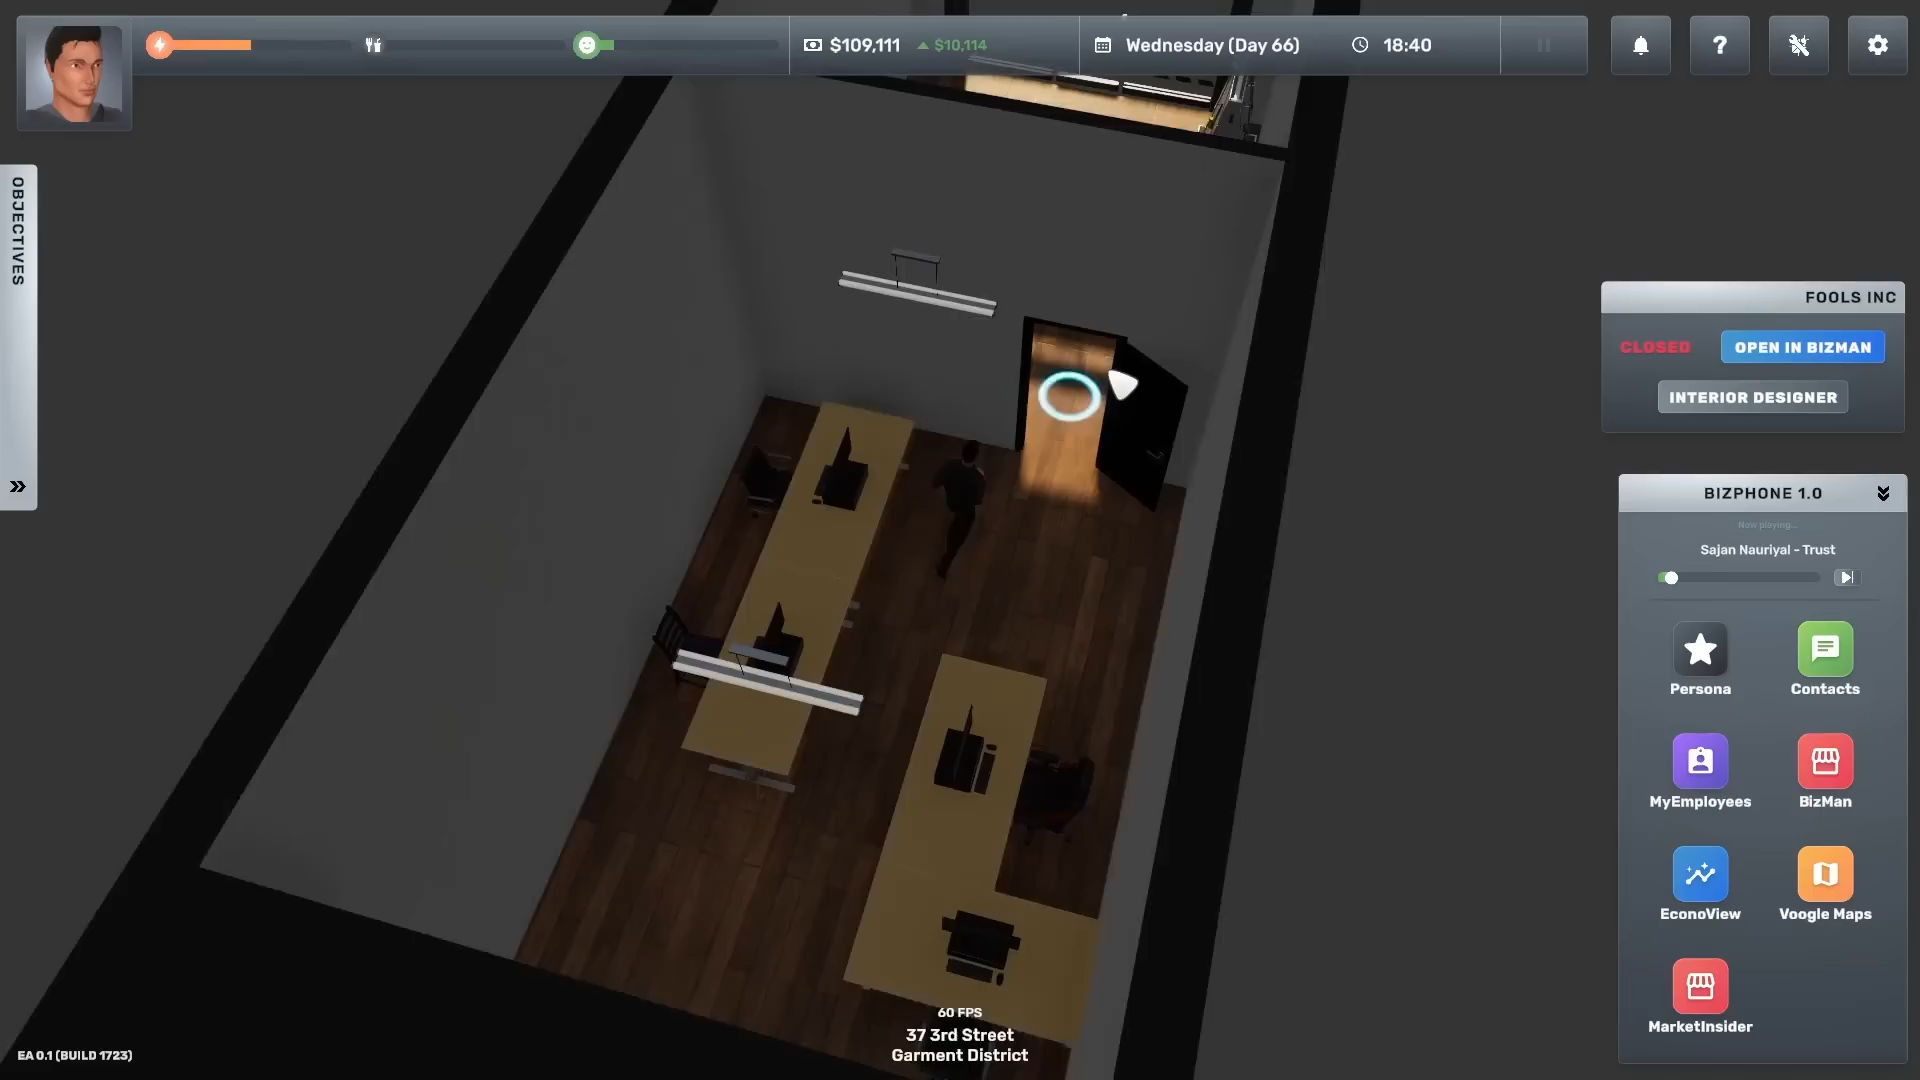 $109,111
$10,114
Wednesday (Day 66)
18:40
?
OBJECTIVES
FOOLS INC
CLOSED
OPEN IN BIZMAN
INTERIOR DESIGNER
BIZPHONE 1.0
Now playing...
Sajan Nauriyal - Trust
Persona
Contacts
MyEmployees
BizMan
EconoView
Voogle Maps
MarketInsider
60 FPS
37 3rd Street
Garment District
EA 0.1 (BUILD 1723)